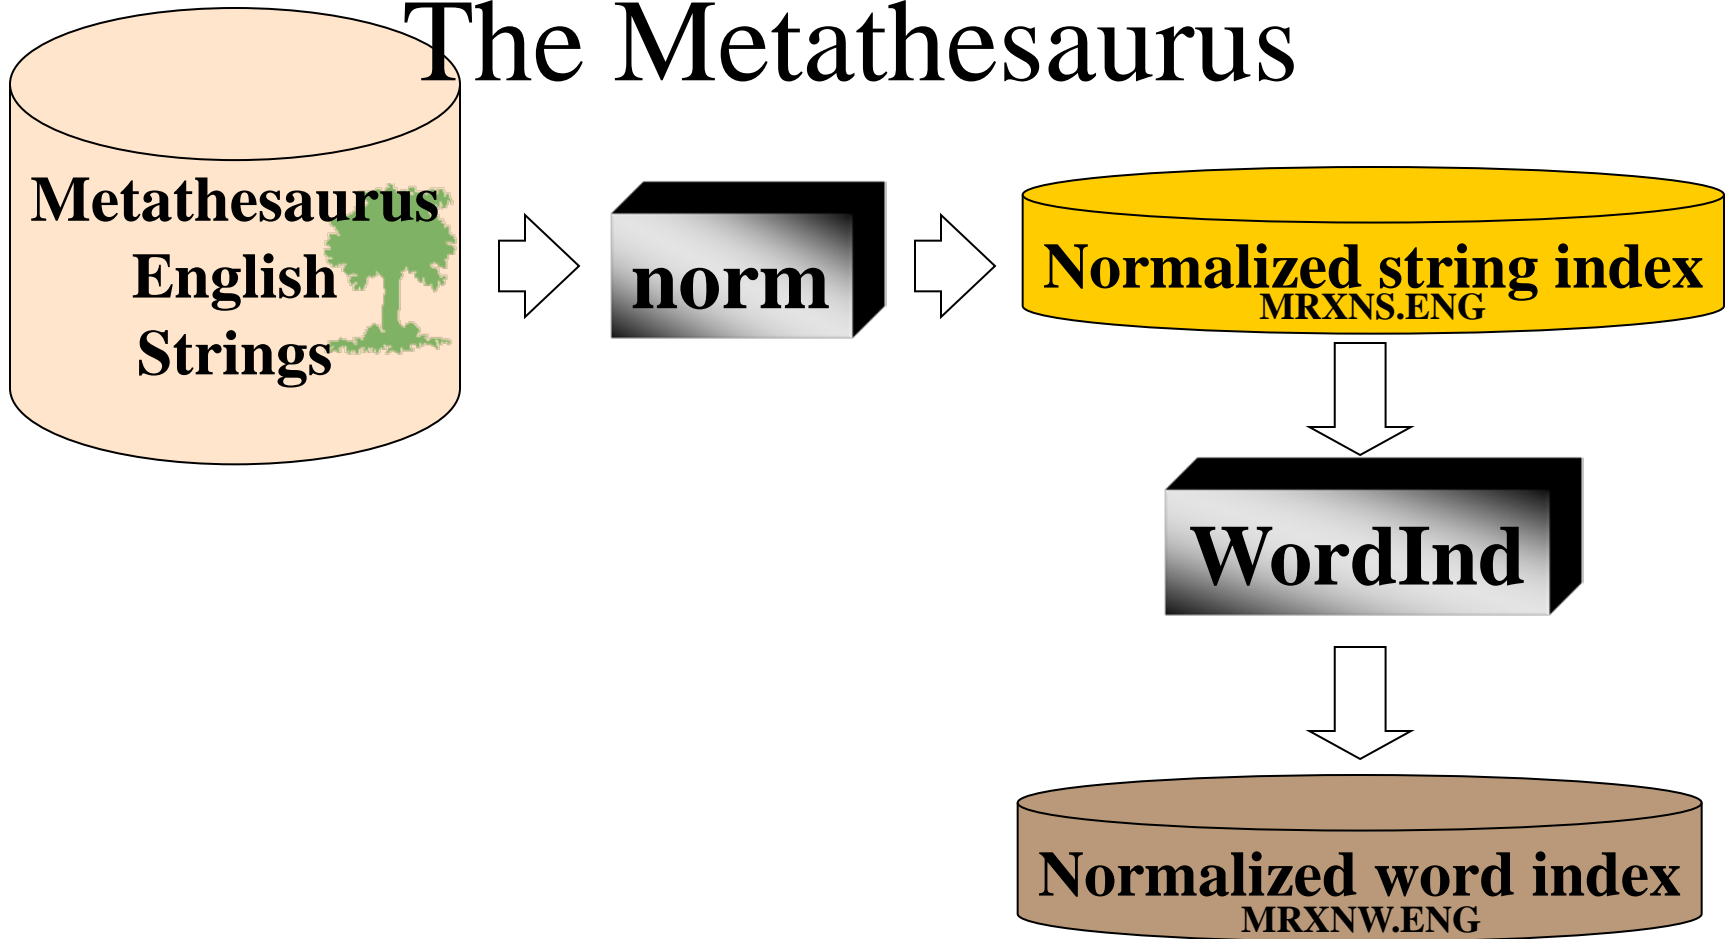 The Metathesaurus
Metathesaurus
English
Strings
norm
Normalized string index
MRXNS.ENG
WordInd
Normalized word index
MRXNW.ENG